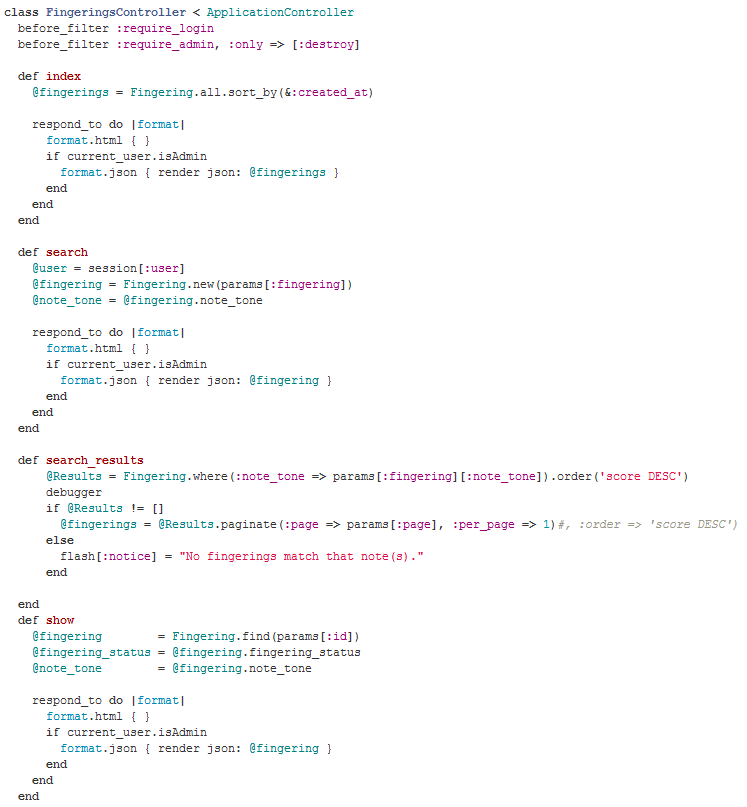 class FingeringsController < ApplicationController
  before_filter :require_login
  before_filter :require_admin, :only => [:destroy]

  def index
    @fingerings = Fingering.all.sort_by(&:created_at)

    respond_to do |format|
      format.html { }
      if current_user.isAdmin
        format.json { render json: @fingerings }
      end
    end
  end

  def search
    @user = session[:user]
    @fingering = Fingering.new(params[:fingering])
    @note_tone = @fingering.note_tone

    respond_to do |format|
      format.html { }
      if current_user.isAdmin
        format.json { render json: @fingering }
      end
    end
  end

  def search_results
      @Results = Fingering.where(:note_tone => params[:fingering][:note_tone]).order('score DESC')
      debugger
      if @Results != []
        @fingerings = @Results.paginate(:page => params[:page], :per_page => 1)#, :order => 'score DESC')
      else
        flash[:notice] = "No fingerings match that note(s)."
      end

  end
  def show
    @fingering        = Fingering.find(params[:id])
    @fingering_status = @fingering.fingering_status
    @note_tone        = @fingering.note_tone

    respond_to do |format|
      format.html { }
      if current_user.isAdmin
        format.json { render json: @fingering }
      end
    end
  end